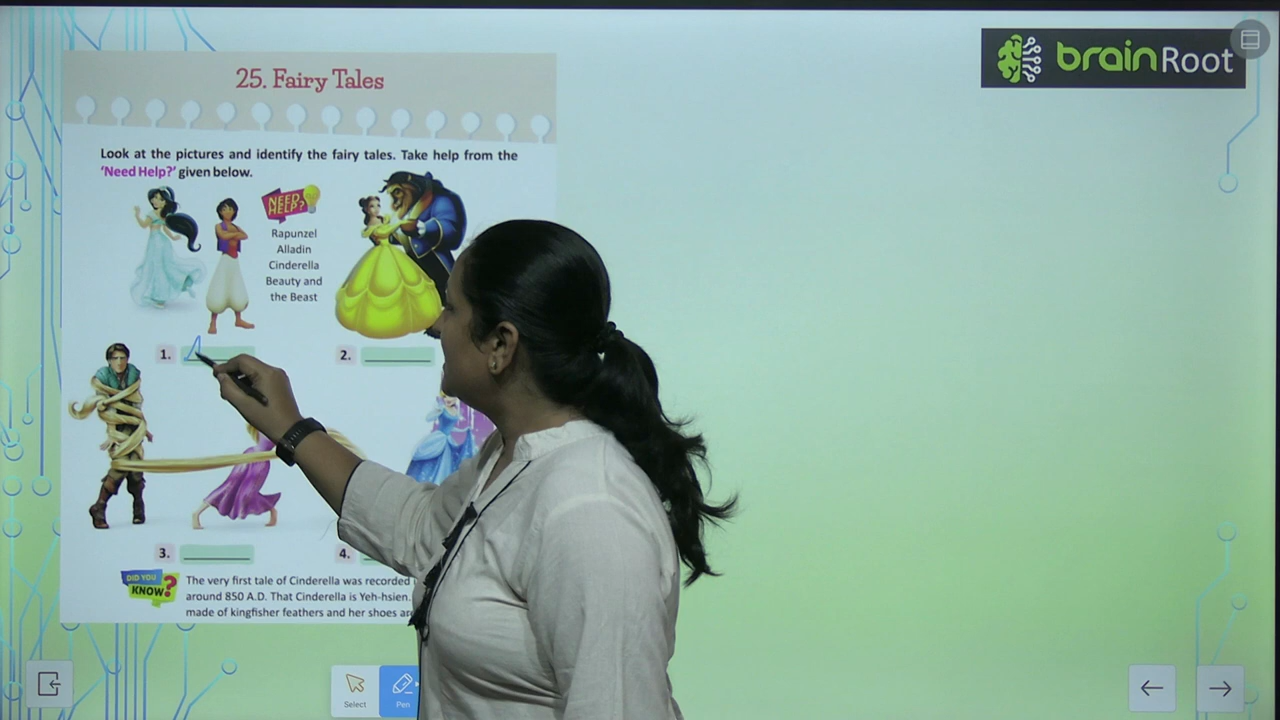 brainRoot
25. Fairy Tales
Look at the pictures and identify the fairy tales. Take help from the
'Need Help?' given below.
NEED HELP?
Rapunzel
Alladin
Cinderella
Beauty and
the Beast
1.
2.
3.
4.
DID YOU KNOW?
The very first tale of Cinderella was recorded
around 850 A.D. That Cinderella is Yeh-hsien.
made of kingfisher feathers and her shoes
Select
Pen